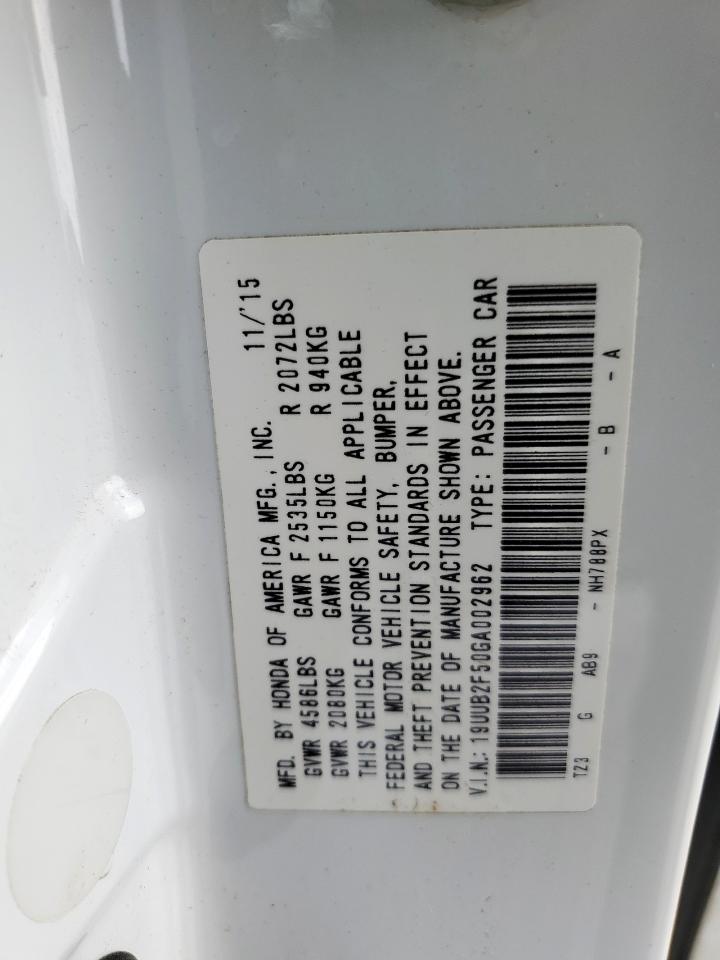 MFD. BY HONDA OF AMERICA MFG., INC. 11/'15
GVWR 4586LBS GAWR F 2535LBS R 2072LBS
GVWR 2080KG GAWR F 1150KG R 940KG
THIS VEHICLE CONFORMS TO ALL APPLICABLE
FEDERAL MOTOR VEHICLE SAFETY, BUMPER,
AND THEFT PREVENTION STANDARDS IN EFFECT
ON THE DATE OF MANUFACTURE SHOWN ABOVE.
V.I.N.: 19UUB2F50GA002962 TYPE: PASSENGER CAR
TZ3 G AB9 - NH788PX - B - A